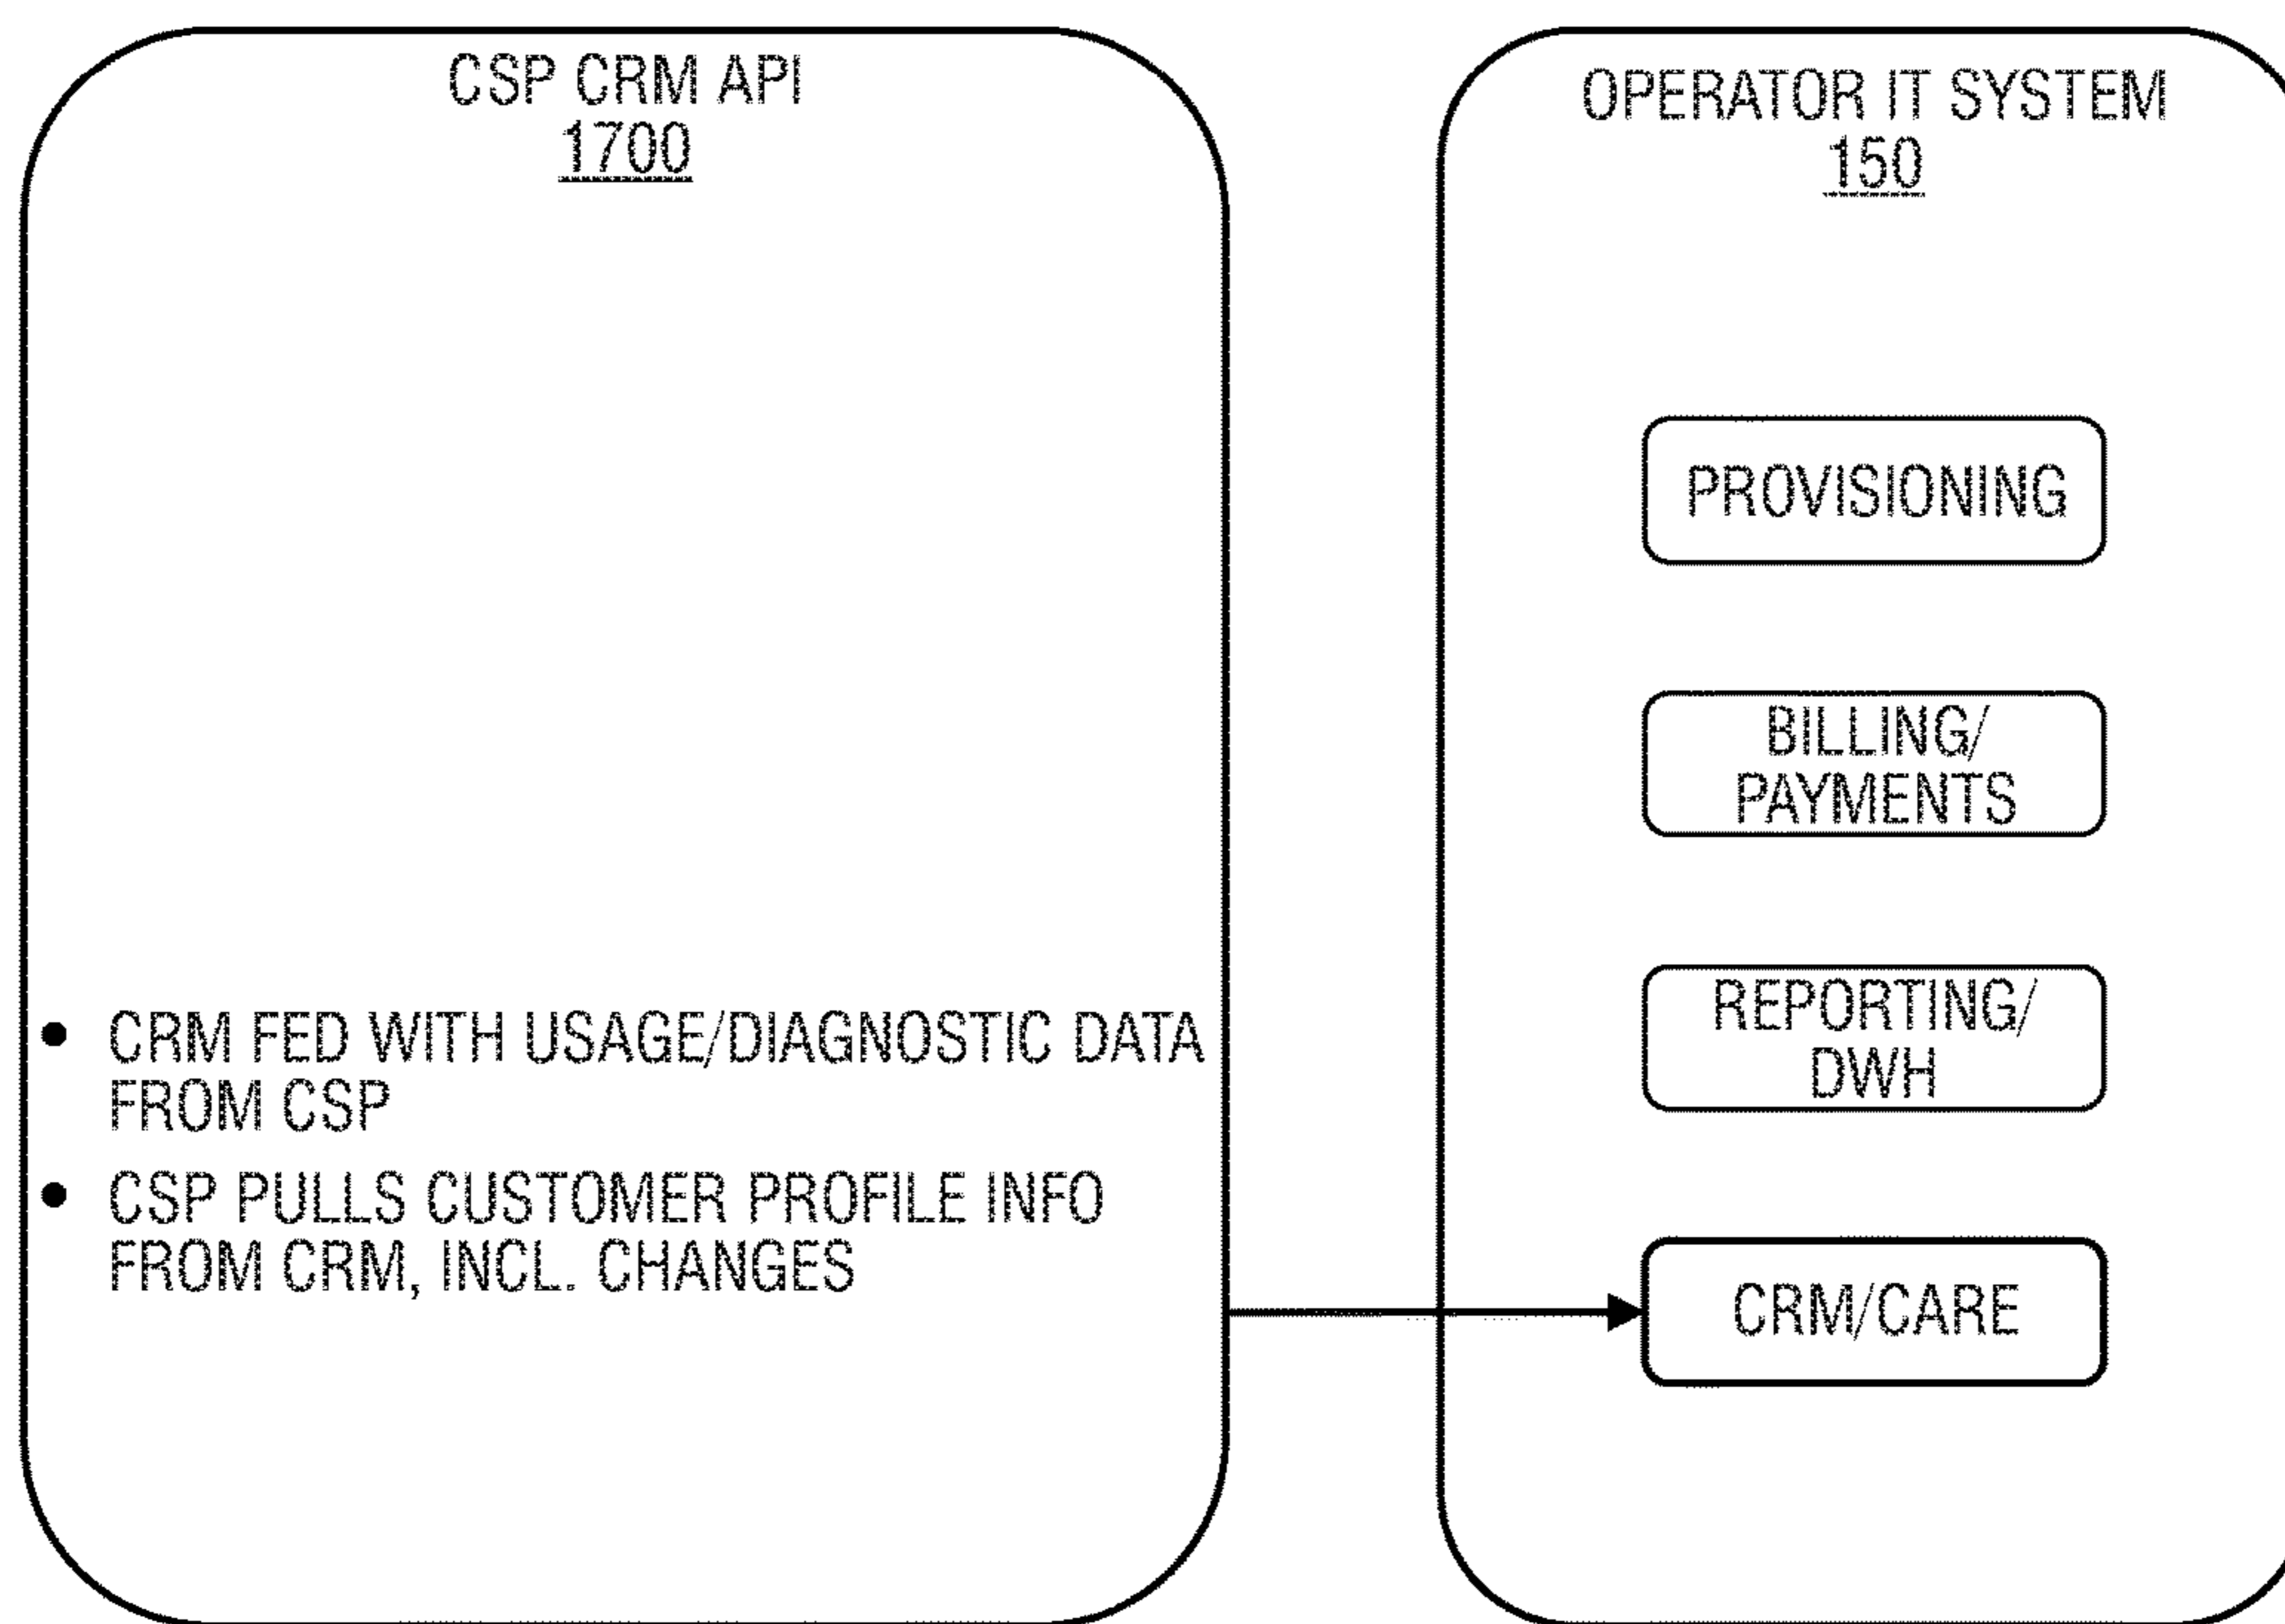 CSP CRM API
1700
• CRM FED WITH USAGE/DIAGNOSTIC DATA
FROM CSP
• CSP PULLS CUSTOMER PROFILE INFO
FROM CRM, INCL. CHANGES
OPERATOR IT SYSTEM
150
PROVISIONING
BILLING/
PAYMENTS
REPORTING/
DWH
CRM/CARE